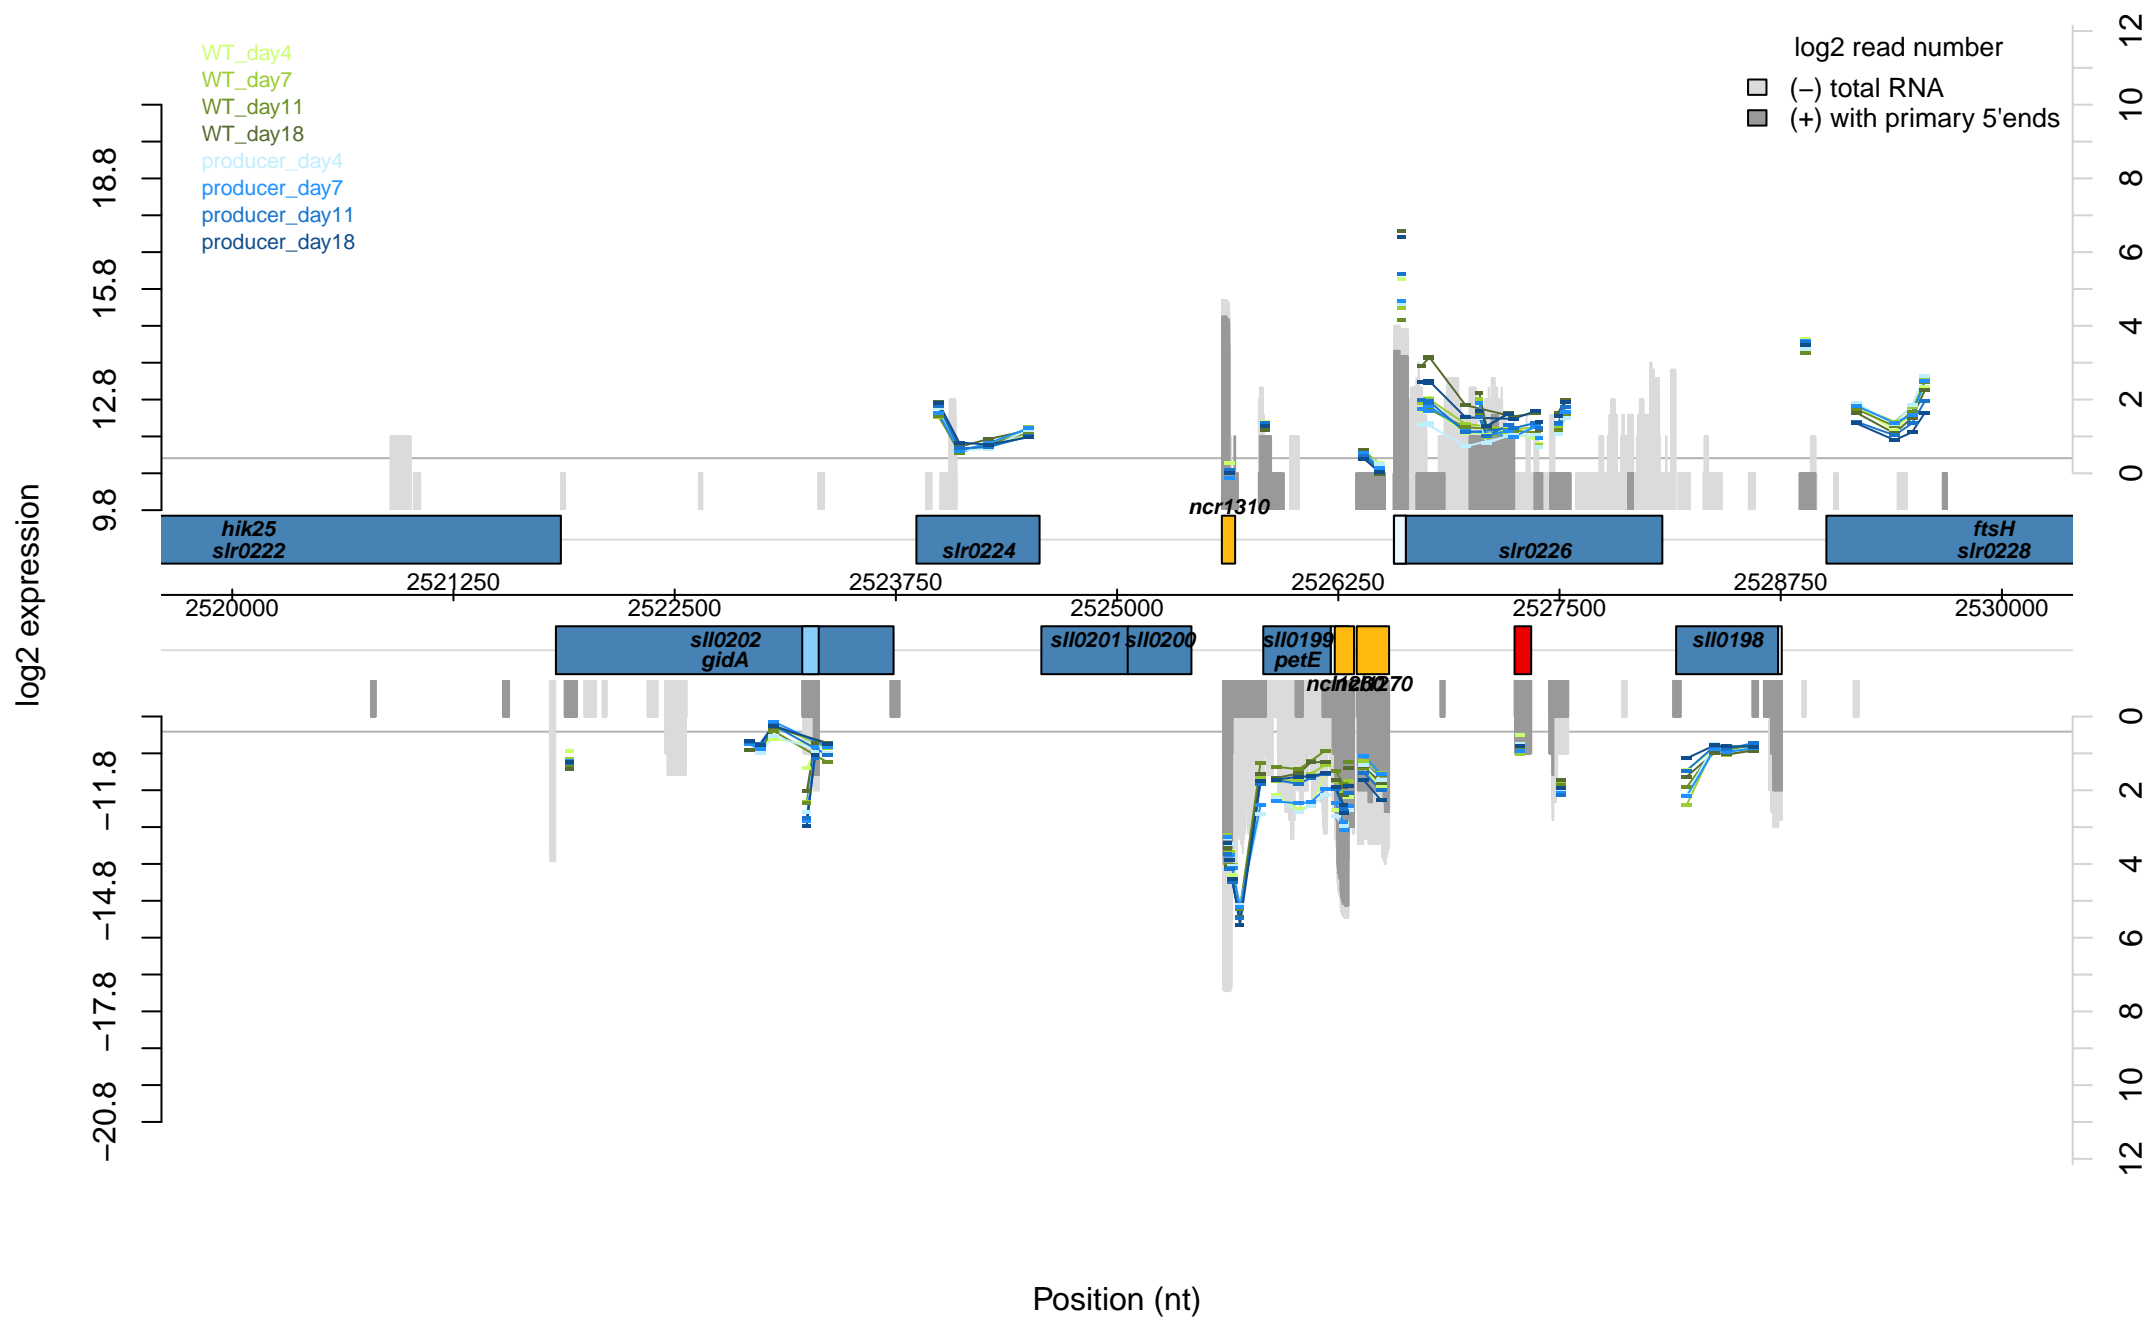 WT_day4
WT_day7
WT_day11
WT_day18
producer_day4
producer_day7
producer_day11
producer_day18
log2 read number
(−) total RNA
(+) with primary 5'ends
log2 expression
18.8
15.8
12.8
9.8
12
10
8
6
4
2
0
ncr1310
hik25
slr0222
slr0224
slr0226
ftsH
slr0228
2521250
2523750
2526250
2528750
2520000
2522500
2525000
2527500
2530000
sll0202
gidA
sll0201
sll0200
sll0199
petE
sll0198
−11.8
−14.8
−17.8
−20.8
0
2
4
6
8
10
12
Position (nt)